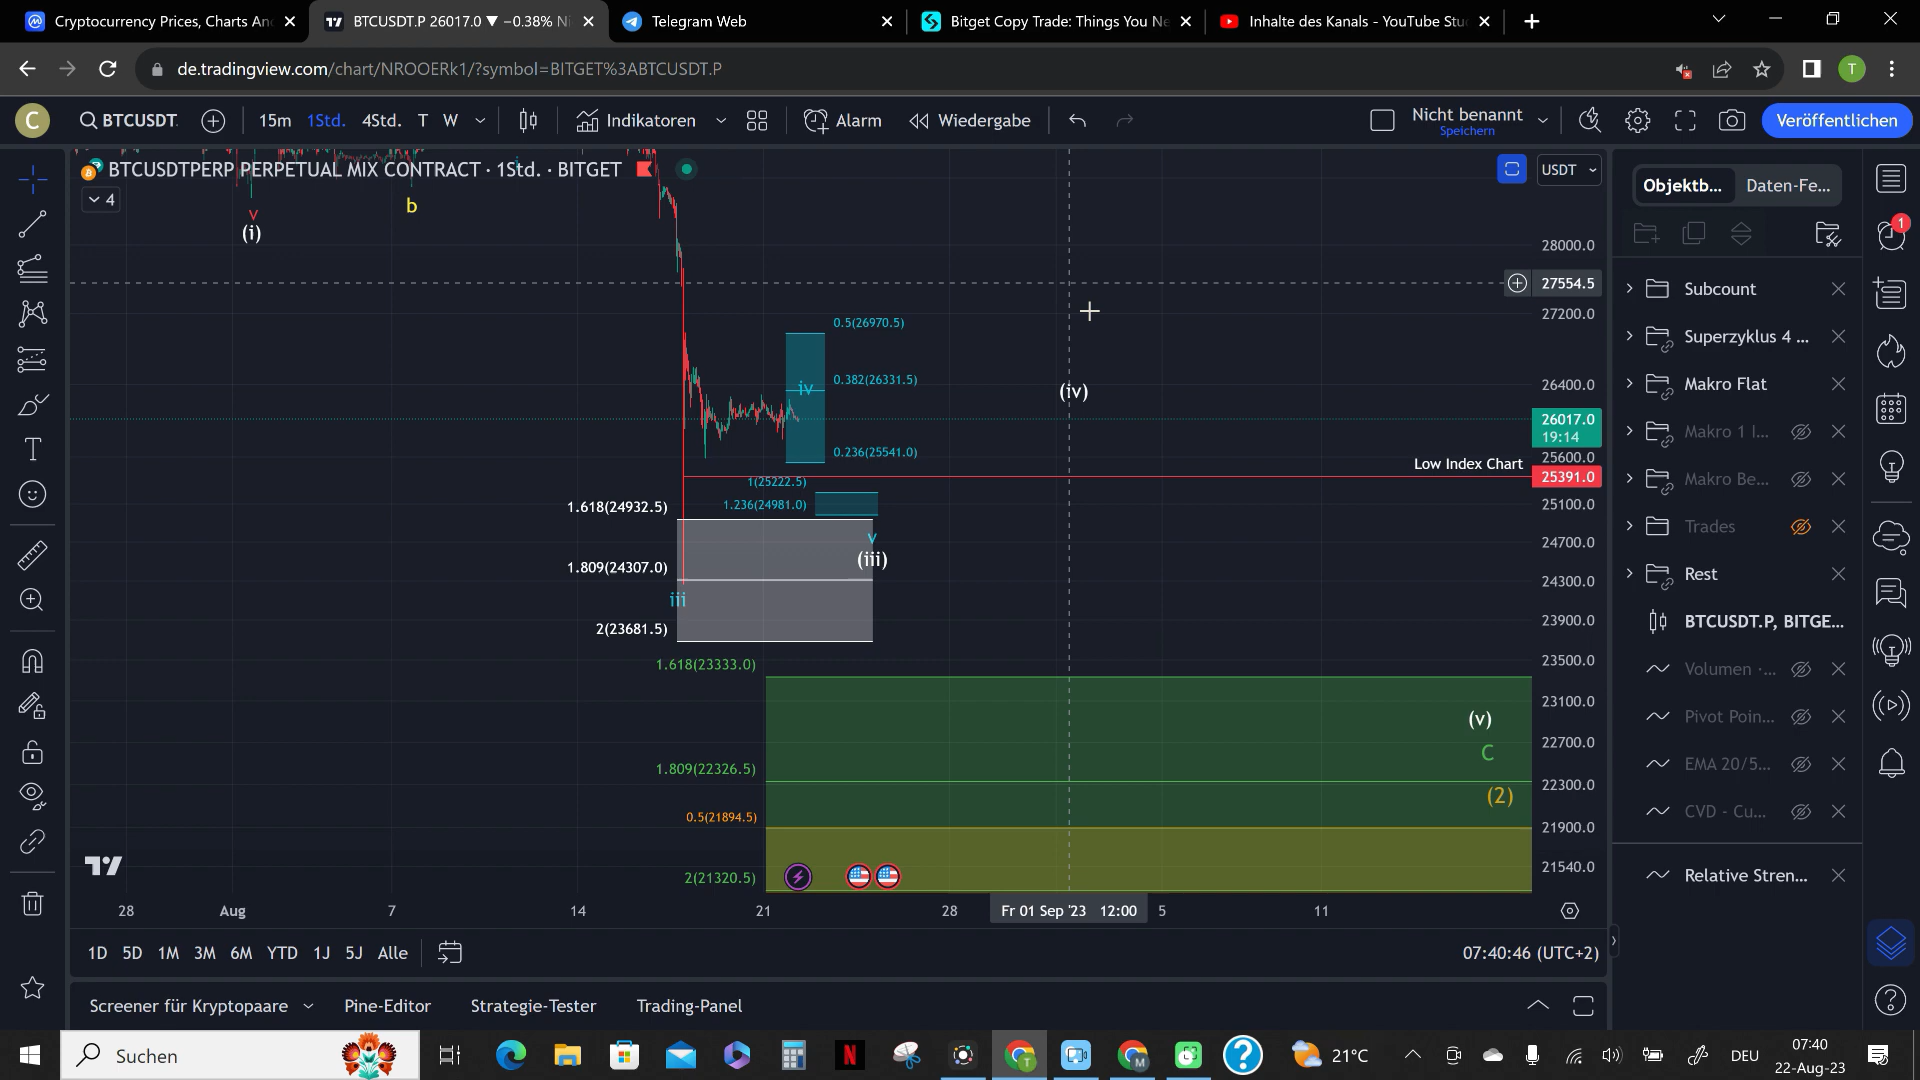 Cryptocurrency Prices, Charts An
BTCUSDT.P 26017.0 ▼ −0.38% Ni
Telegram Web
Bitget Copy Trade: Things You Ne
Inhalte des Kanals - YouTube Stu
de.tradingview.com/chart/NROOERk1/?symbol=BITGET%3ABTCUSDT.P
T
C
BTCUSDT.
15m
1Std.
4Std.
T
W
Indikatoren
Alarm
Wiedergabe
Nicht benannt
Speichern
Veröffentlichen
BTCUSDTPERP PERPETUAL MIX CONTRACT · 1Std. · BITGET
4
USDT
v
(i)
b
28000.0
27554.5
27200.0
26400.0
26017.0
19:14
25600.0
25391.0
25100.0
24700.0
24300.0
23900.0
23500.0
23100.0
22700.0
22300.0
21900.0
21540.0
0.5(26970.5)
0.382(26331.5)
iv
(iv)
0.236(25541.0)
Low Index Chart
1(25222.5)
1.236(24981.0)
1.618(24932.5)
v
(iii)
1.809(24307.0)
iii
2(23681.5)
1.618(23333.0)
(v)
C
1.809(22326.5)
(2)
0.5(21894.5)
2(21320.5)
28
Aug
7
14
21
28
Fr 01 Sep '23 12:00
5
11
1D
5D
1M
3M
6M
YTD
1J
5J
Alle
07:40:46 (UTC+2)
Screener für Kryptopaare
Pine-Editor
Strategie-Tester
Trading-Panel
Objektb...
Daten-Fe...
1
Subcount
Superzyklus 4 ...
Makro Flat
Makro 1 I...
Makro Be...
Trades
Rest
BTCUSDT.P, BITGE...
Volumen ·...
Pivot Poin...
EMA 20/5...
CVD - Cu...
Relative Stren...
Suchen
N
T
M
21°C
DEU
07:40
22-Aug-23